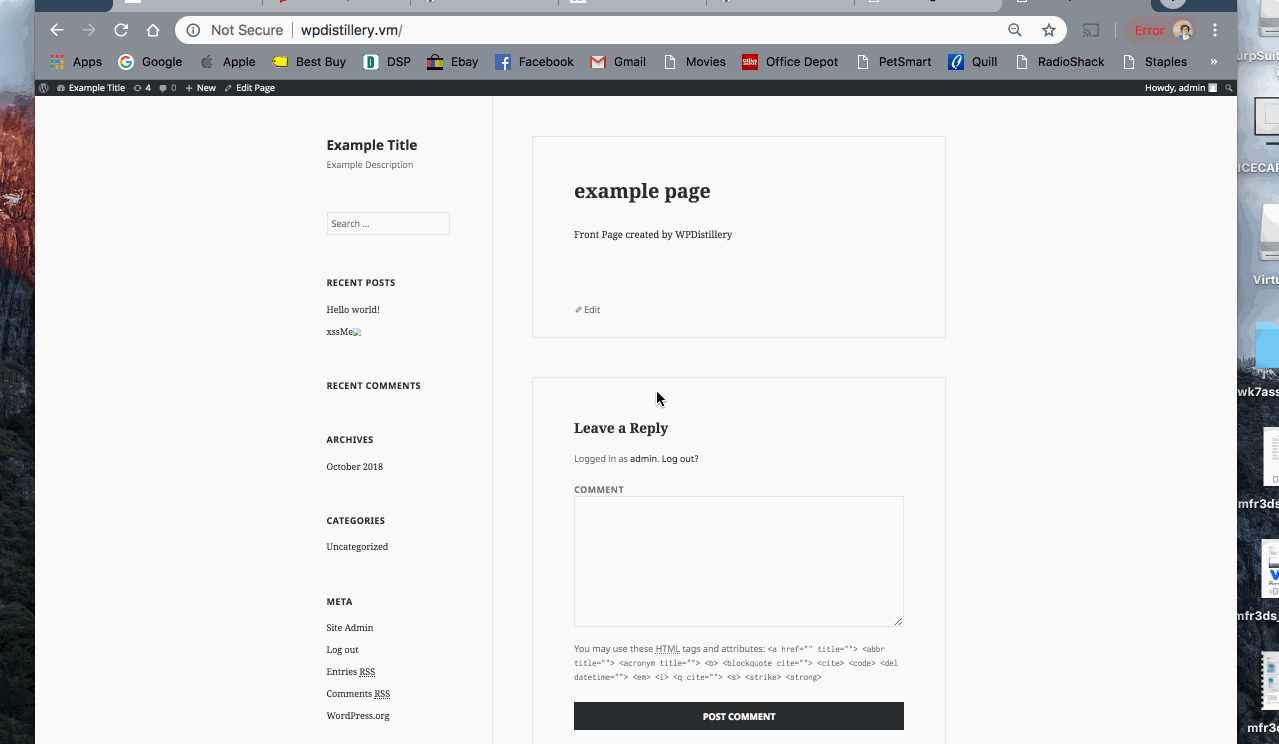 Not Secure wpdistillery.vm/ Error
Apps Google Apple Best Buy DSP Ebay Facebook Gmail Movies Office Depot PetSmart Quill RadioShack Staples »
Example Title 4 0 + New Edit Page Howdy, admin
Example Title
Example Description
Search ...
RECENT POSTS
Hello world!
xssMe
RECENT COMMENTS
ARCHIVES
October 2018
CATEGORIES
Uncategorized
META
Site Admin
Log out
Entries RSS
Comments RSS
WordPress.org
example page
Front Page created by WPDistillery
Edit
Leave a Reply
Logged in as admin. Log out?
COMMENT
You may use these HTML tags and attributes: <a href="" title=""> <abbr
title=""> <acronym title=""> <b> <blockquote cite=""> <cite> <code> <del
datetime=""> <em> <i> <q cite=""> <s> <strike> <strong>
POST COMMENT
urpSui
ICECAP
Virtu
wk7ass
mfr3ds
mfr3ds_
mfr3d